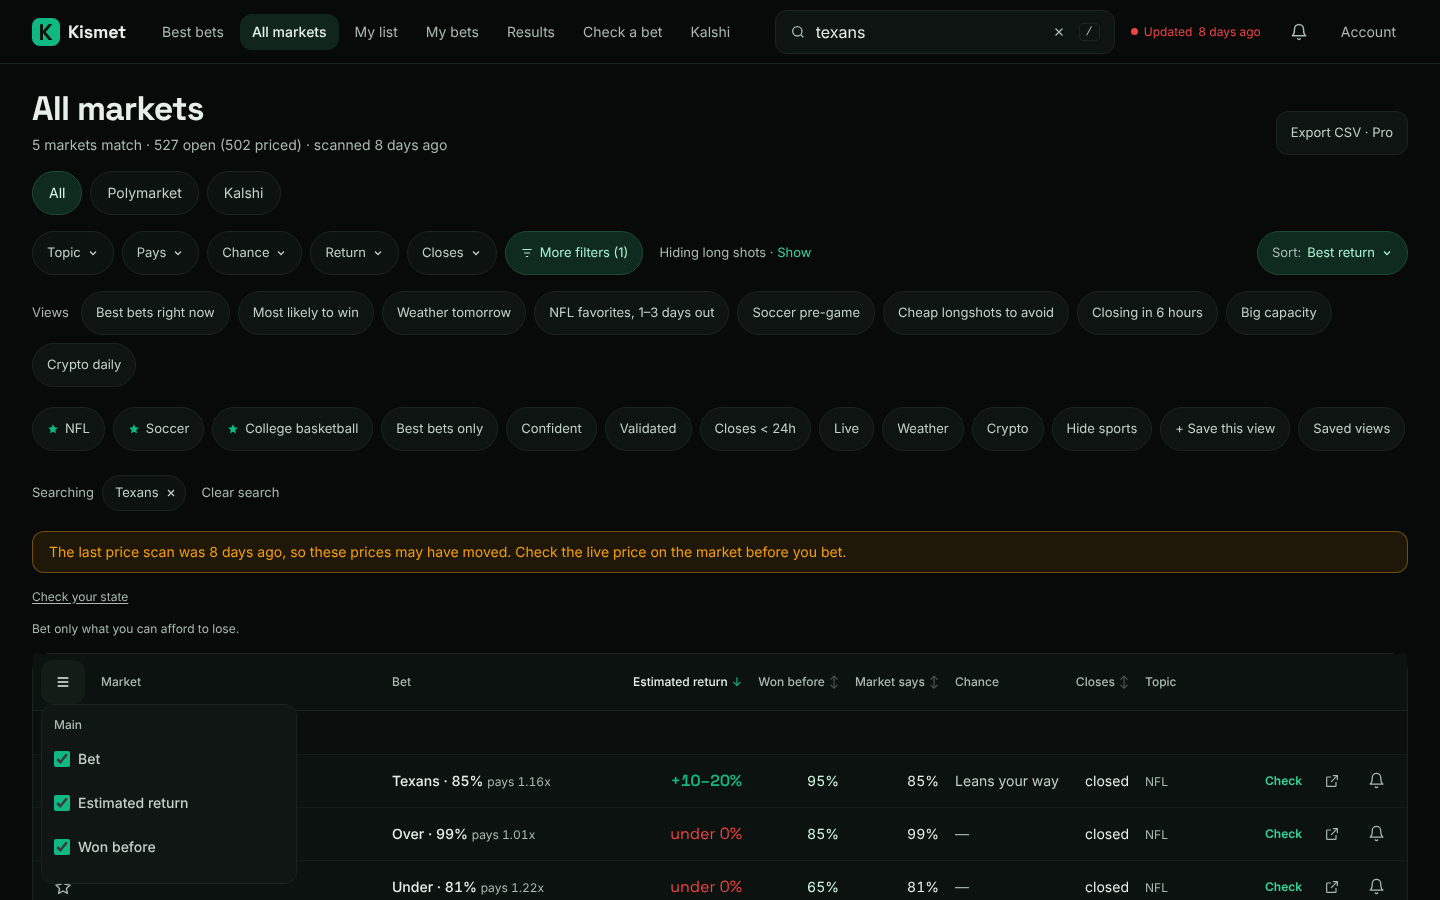 K Kismet Best bets All markets My list My bets Results Check a bet Kalshi texans / Updated 8 days ago Account
All markets
5 markets match · 527 open (502 priced) · scanned 8 days ago
Export CSV · Pro
All Polymarket Kalshi
Topic Pays Chance Return Closes More filters (1) Hiding long shots · Show Sort: Best return
Views Best bets right now Most likely to win Weather tomorrow NFL favorites, 1–3 days out Soccer pre-game Cheap longshots to avoid Closing in 6 hours Big capacity
Crypto daily
NFL Soccer College basketball Best bets only Confident Validated Closes < 24h Live Weather Crypto Hide sports + Save this view Saved views
Searching Texans × Clear search
The last price scan was 8 days ago, so these prices may have moved. Check the live price on the market before you bet.
Check your state
Bet only what you can afford to lose.
Market Bet Estimated return Won before Market says Chance Closes Topic
Main
Bet
Texans · 85% pays 1.16x +10–20% 95% 85% Leans your way closed NFL Check
Estimated return
Over · 99% pays 1.01x under 0% 85% 99% — closed NFL Check
Won before
Under · 81% pays 1.22x under 0% 65% 81% — closed NFL Check